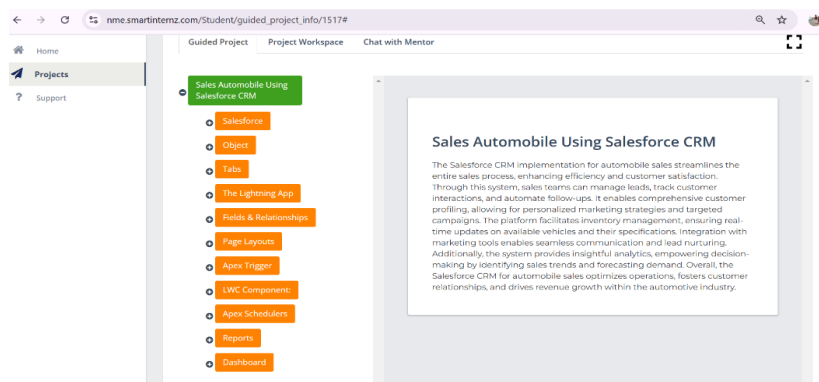 nme.smartinternz.com/Student/guided_project_info/1517#
Home
Projects
Support
Guided Project
Project Workspace
Chat with Mentor
Sales Automobile Using
Salesforce CRM
Salesforce
Object
Tabs
The Lightning App
Fields & Relationships
Page Layouts
Apex Trigger
LWC Component:
Apex Schedulers
Reports
Dashboard
Sales Automobile Using Salesforce CRM
The Salesforce CRM implementation for automobile sales streamlines the
entire sales process, enhancing efficiency and customer satisfaction.
Through this system, sales teams can manage leads, track customer
interactions, and automate follow-ups. It enables comprehensive customer
profiling, allowing for personalized marketing strategies and targeted
campaigns. The platform facilitates inventory management, ensuring real-
time updates on available vehicles and their specifications. Integration with
marketing tools enables seamless communication and lead nurturing.
Additionally, the system provides insightful analytics, empowering decision-
making by identifying sales trends and forecasting demand. Overall, the
Salesforce CRM for automobile sales optimizes operations, fosters customer
relationships, and drives revenue growth within the automotive industry.